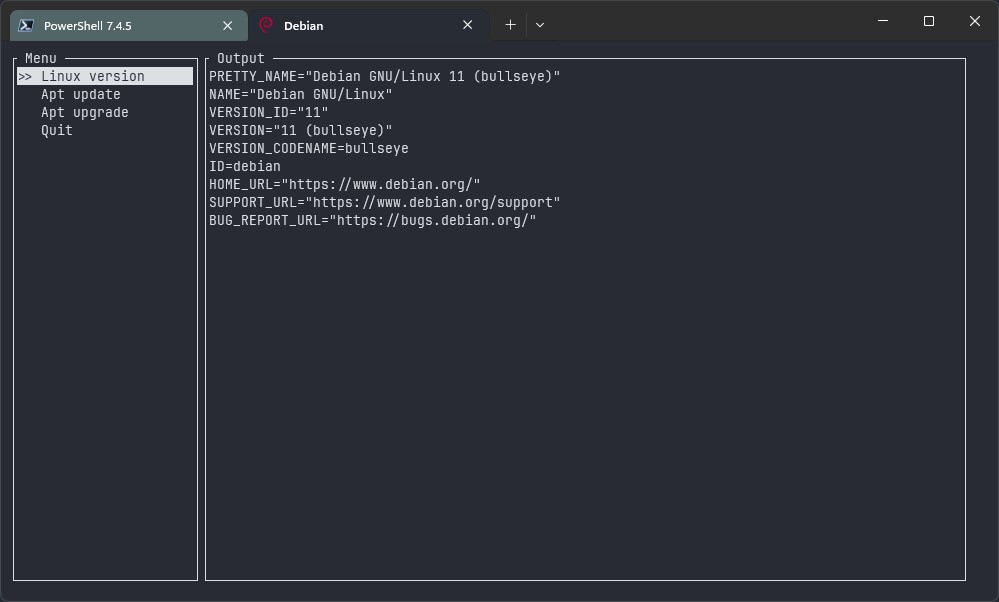 PowerShell 7.4.5
Debian
Menu
>> Linux version
Apt update
Apt upgrade
Quit
Output
PRETTY_NAME="Debian GNU/Linux 11 (bullseye)"
NAME="Debian GNU/Linux"
VERSION_ID="11"
VERSION="11 (bullseye)"
VERSION_CODENAME=bullseye
ID=debian
HOME_URL="https://www.debian.org/"
SUPPORT_URL="https://www.debian.org/support"
BUG_REPORT_URL="https://bugs.debian.org/"